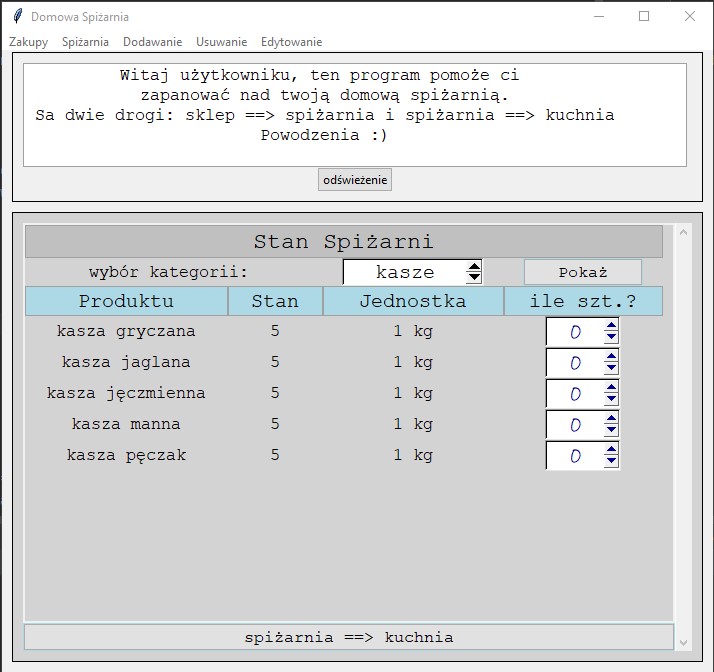 Domowa Spiżarnia
Zakupy Spiżarnia Dodawanie Usuwanie Edytowanie
Witaj użytkowniku, ten program pomoże ci
zapanować nad twoją domową spiżarnią.
Sa dwie drogi: sklep ==> spiżarnia i spiżarnia ==> kuchnia
Powodzenia :)
odświeżenie
Stan Spiżarni
wybór kategorii: kasze Pokaż
Produktu Stan Jednostka ile szt.?
kasza gryczana 5 1 kg 0
kasza jaglana 5 1 kg 0
kasza jęczmienna 5 1 kg 0
kasza manna 5 1 kg 0
kasza pęczak 5 1 kg 0
spiżarnia ==> kuchnia